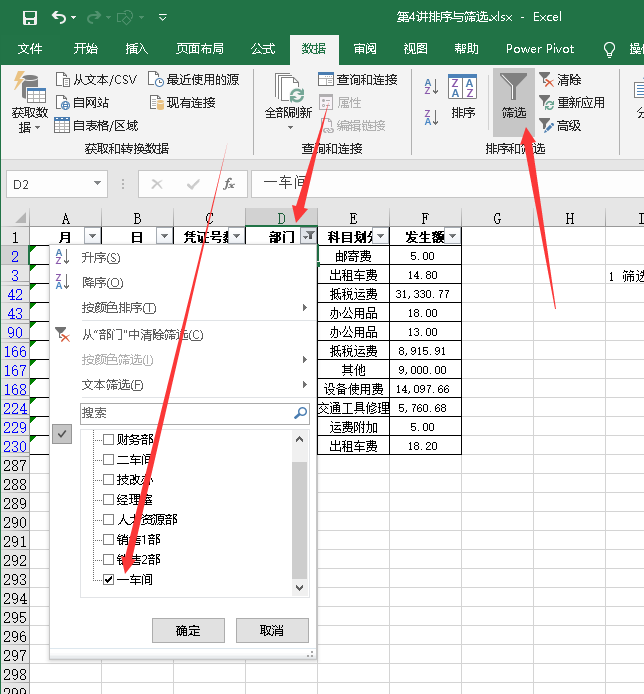 第4讲排序与筛选.xlsx - Excel
文件 开始 插入 页面布局 公式 数据 审阅 视图 帮助 Power Pivot 操
获取数据 从文本/CSV 自网站 自表格/区域 最近使用的源 现有连接
获取和转换数据
全部刷新 查询和连接 属性 编辑链接
查询和连接
排序 筛选 清除 重新应用 高级
排序和筛选
D2 fx 一车间
A B C D E F G H
1 月 日 凭证号数 部门 科目划分 发生额
2 邮寄费 5.00
3 出租车费 14.80
1 筛选
42 抵税运费 31,330.77
43 办公用品 18.00
90 办公用品 13.00
166 抵税运费 8,915.91
167 其他 9,000.00
168 设备使用费 14,097.66
224 交通工具修理 5,760.68
229 运费附加 5.00
230 出租车费 18.20
287
288
289
290
291
292
293
294
295
296
297
298
299
升序(S)
降序(O)
按颜色排序(T)
从"部门"中清除筛选(C)
按颜色筛选(I)
文本筛选(F)
搜索
财务部
二车间
技改办
经理室
人力资源部
销售1部
销售2部
一车间
确定 取消